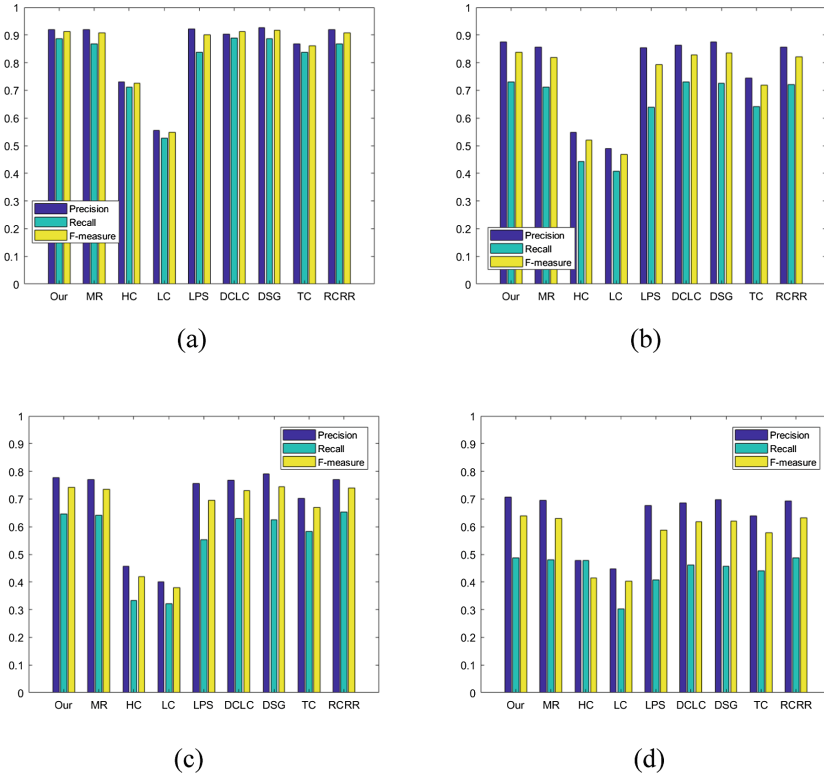 1
0.9
0.8
0.7
0.6
0.5
0.4
0.3
0.2
0.1
0
Precision
Recall
F-measure
Our MR HC LC LPS DCLC DSG TC RCRR
(a)
1
0.9
0.8
0.7
0.6
0.5
0.4
0.3
0.2
0.1
0
Precision
Recall
F-measure
Our MR HC LC LPS DCLC DSG TC RCRR
(b)
1
0.9
0.8
0.7
0.6
0.5
0.4
0.3
0.2
0.1
0
Precision
Recall
F-measure
Our MR HC LC LPS DCLC DSG TC RCRR
(c)
1
0.9
0.8
0.7
0.6
0.5
0.4
0.3
0.2
0.1
0
Precision
Recall
F-measure
Our MR HC LC LPS DCLC DSG TC RCRR
(d)